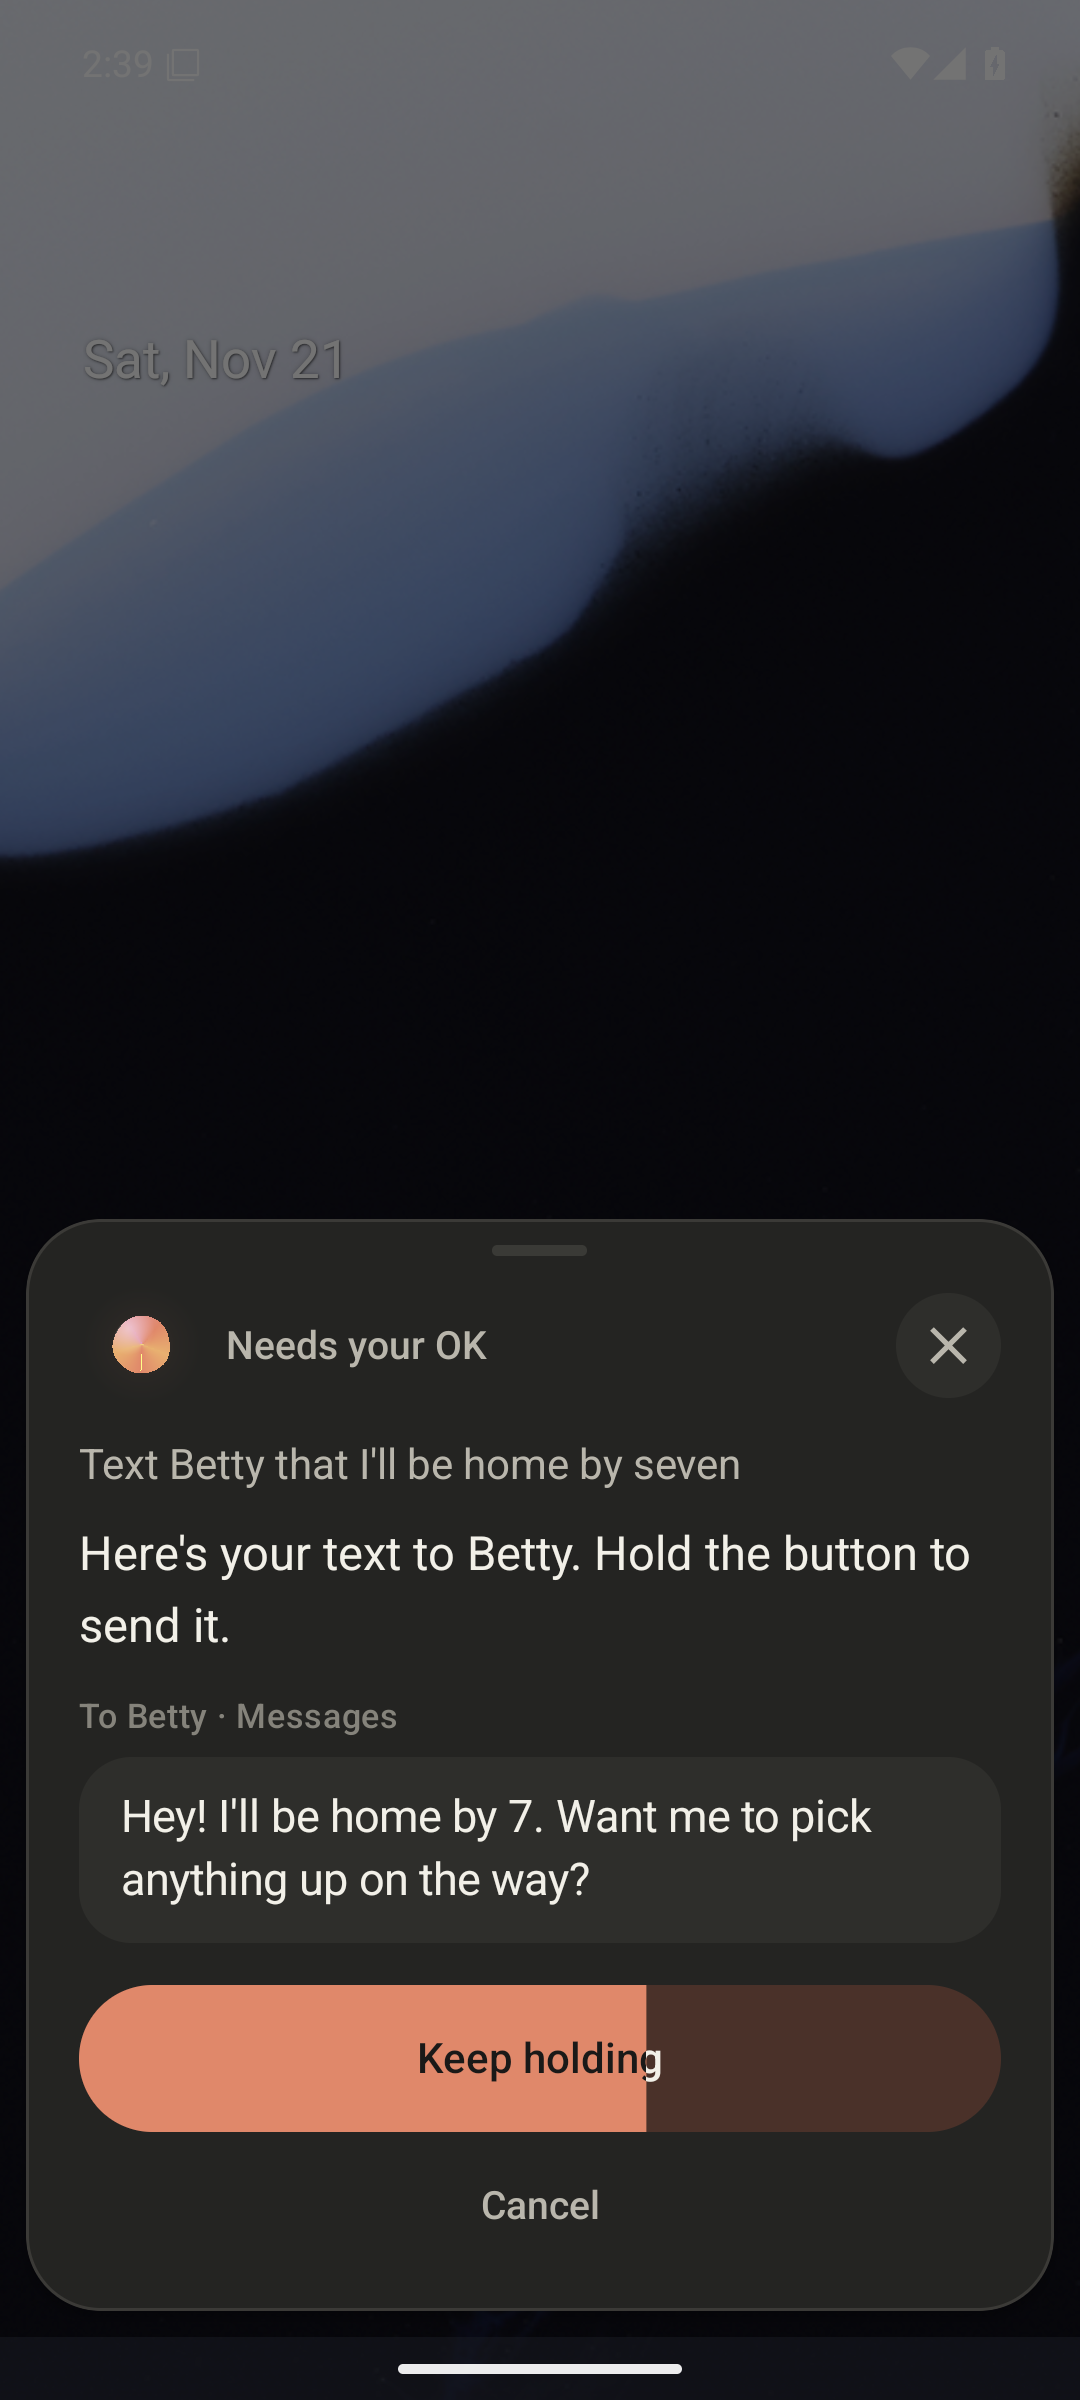 2:39
Sat, Nov 21
Needs your OK
Text Betty that I'll be home by seven
Here's your text to Betty. Hold the button to
send it.
To Betty · Messages
Hey! I'll be home by 7. Want me to pick
anything up on the way?
Keep holding
Cancel